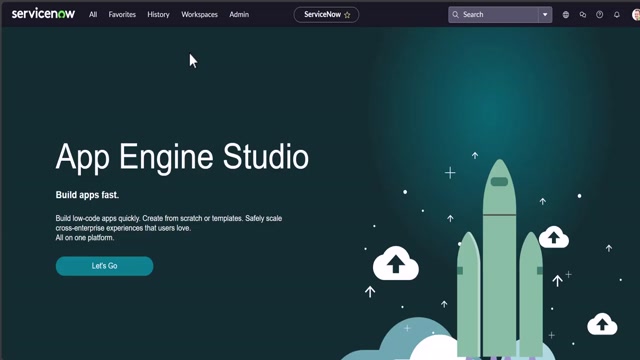 servicenow All Favorites History Workspaces Admin ServiceNow Search
App Engine Studio
Build apps fast.
Build low-code apps quickly. Create from scratch or templates. Safely scale
cross-enterprise experiences that users love.
All on one platform.
Let's Go